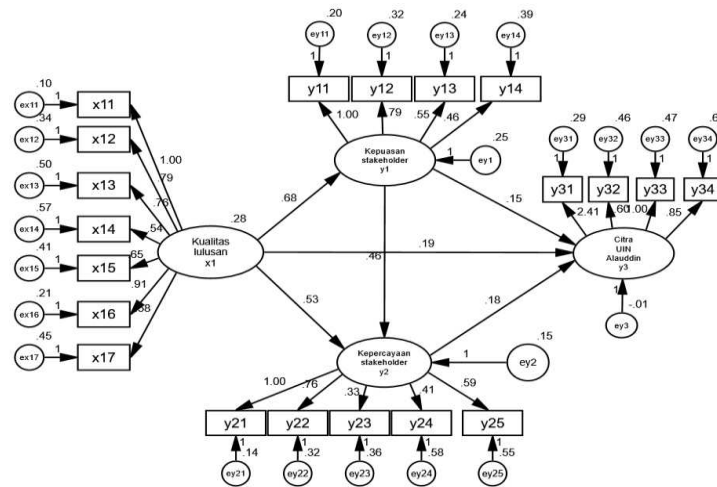 .20 .32 .24 .39
ey11 ey12 ey13 ey14
1 1 1 1
y11 y12 y13 y14
1.00 .79 .55 .46
.25
Kepuasan
stakeholder
y1
1 ey1
.10
ex11 1 x11
.34
ex12 1 x12
.50
ex13 1 x13
.57
ex14 1 x14
.41
ex15 1 x15
.21
ex16 1 x16
.45
ex17 1 x17
1.00
.79
.54
.65
.91
.28
Kualitas
lulusan
x1
.68
.15
.19
.46
.53
.18
.29 .46 .47
ey31 ey32 ey33 ey34
1 1 1 1
y31 y32 y33 y34
2.41 .60 1.00 .85
Citra
UIN
Alauddin
y3
1 -.01
ey3
Kepercayaan
stakeholder
y2
.15
1 ey2
1.00 .76 .33 .41 .59
y21 y22 y23 y24 y25
1 1 1 1 1
.14 .32 .36 .58 .55
ey21 ey22 ey23 ey24 ey25